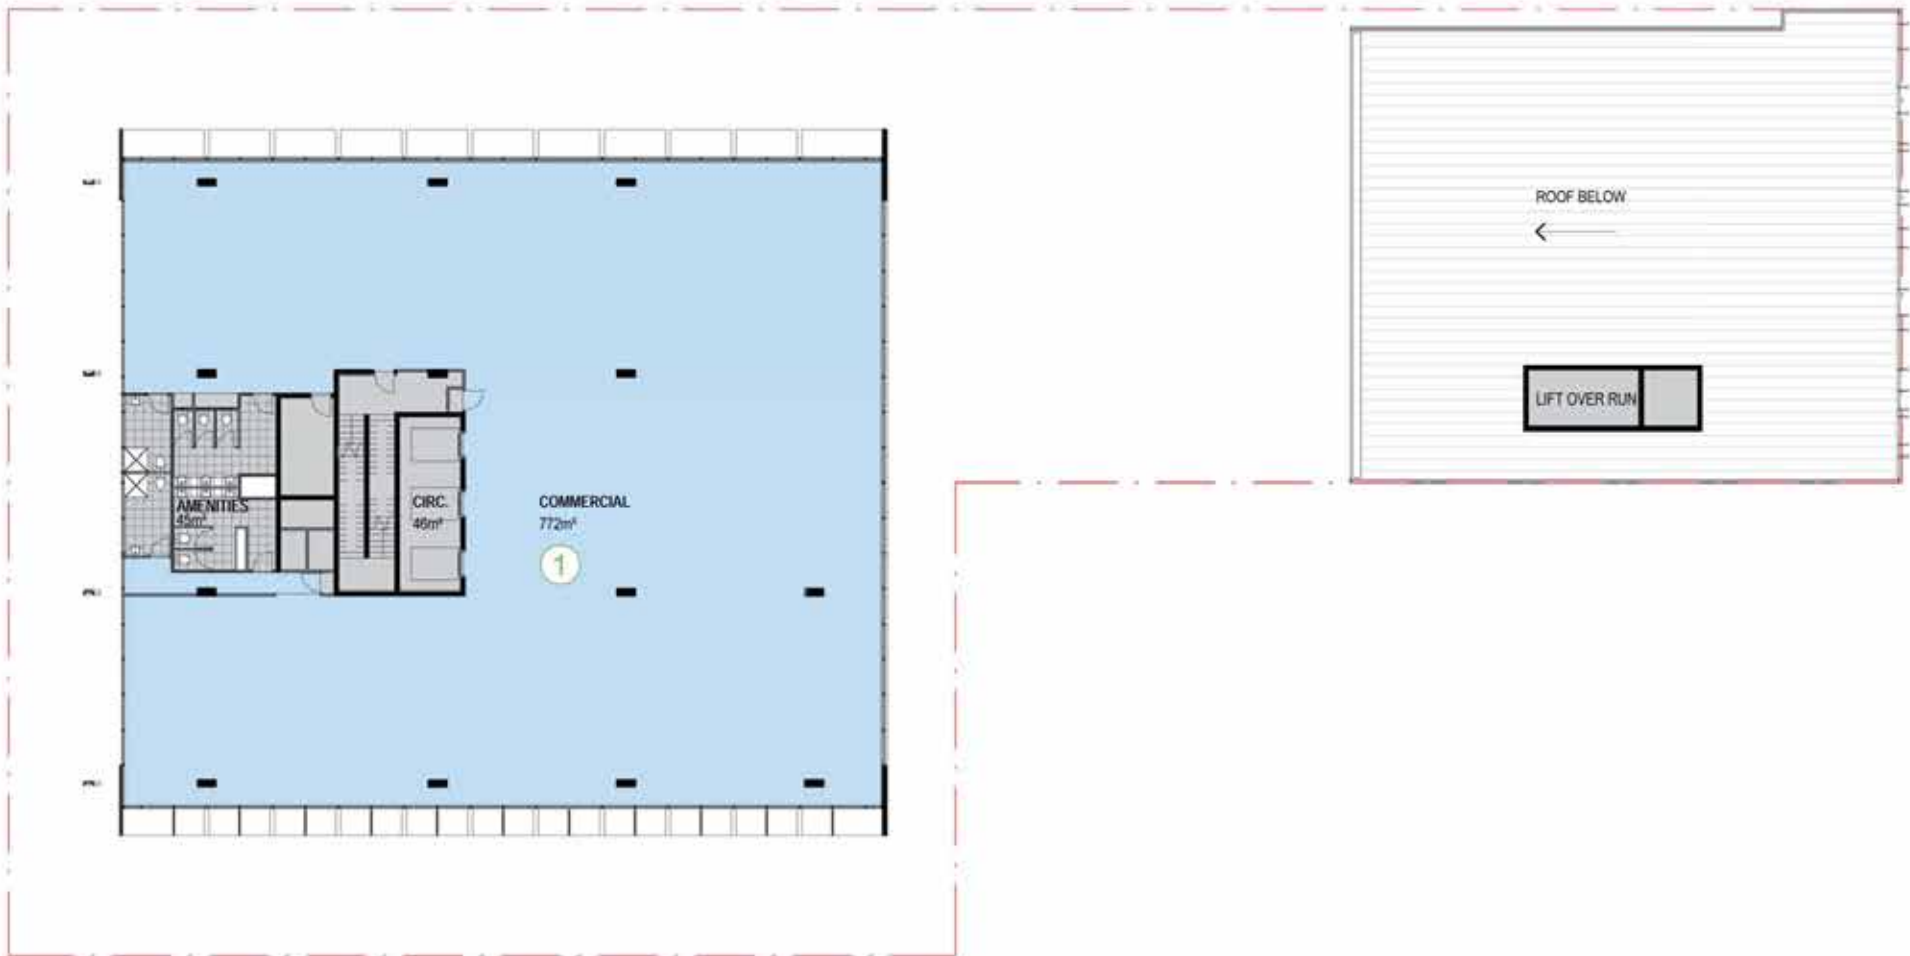 ROOF BELOW
LIFT OVER RUN
AMENITIES
45m²
CIRC.
46m²
COMMERCIAL
772m²
1